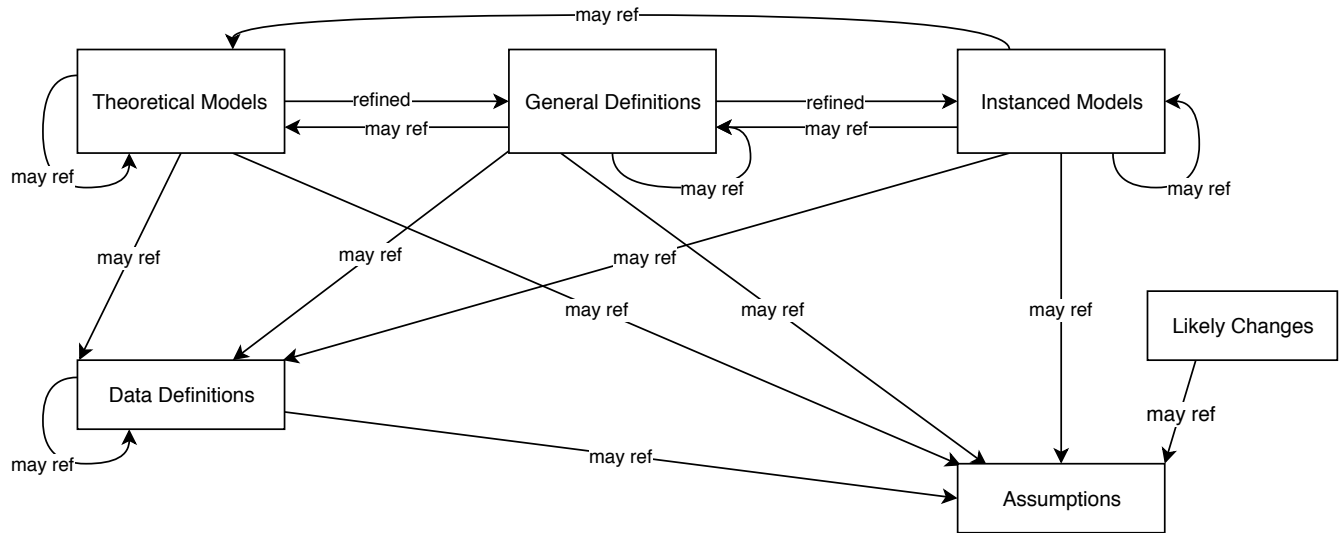 may ref
Theoretical Models
refined
General Definitions
refined
Instanced Models
may ref
may ref
may ref
may ref
may ref
may ref
may ref
may ref
may ref
may ref
may ref
may ref
Likely Changes
Data Definitions
may ref
may ref
may ref
Assumptions